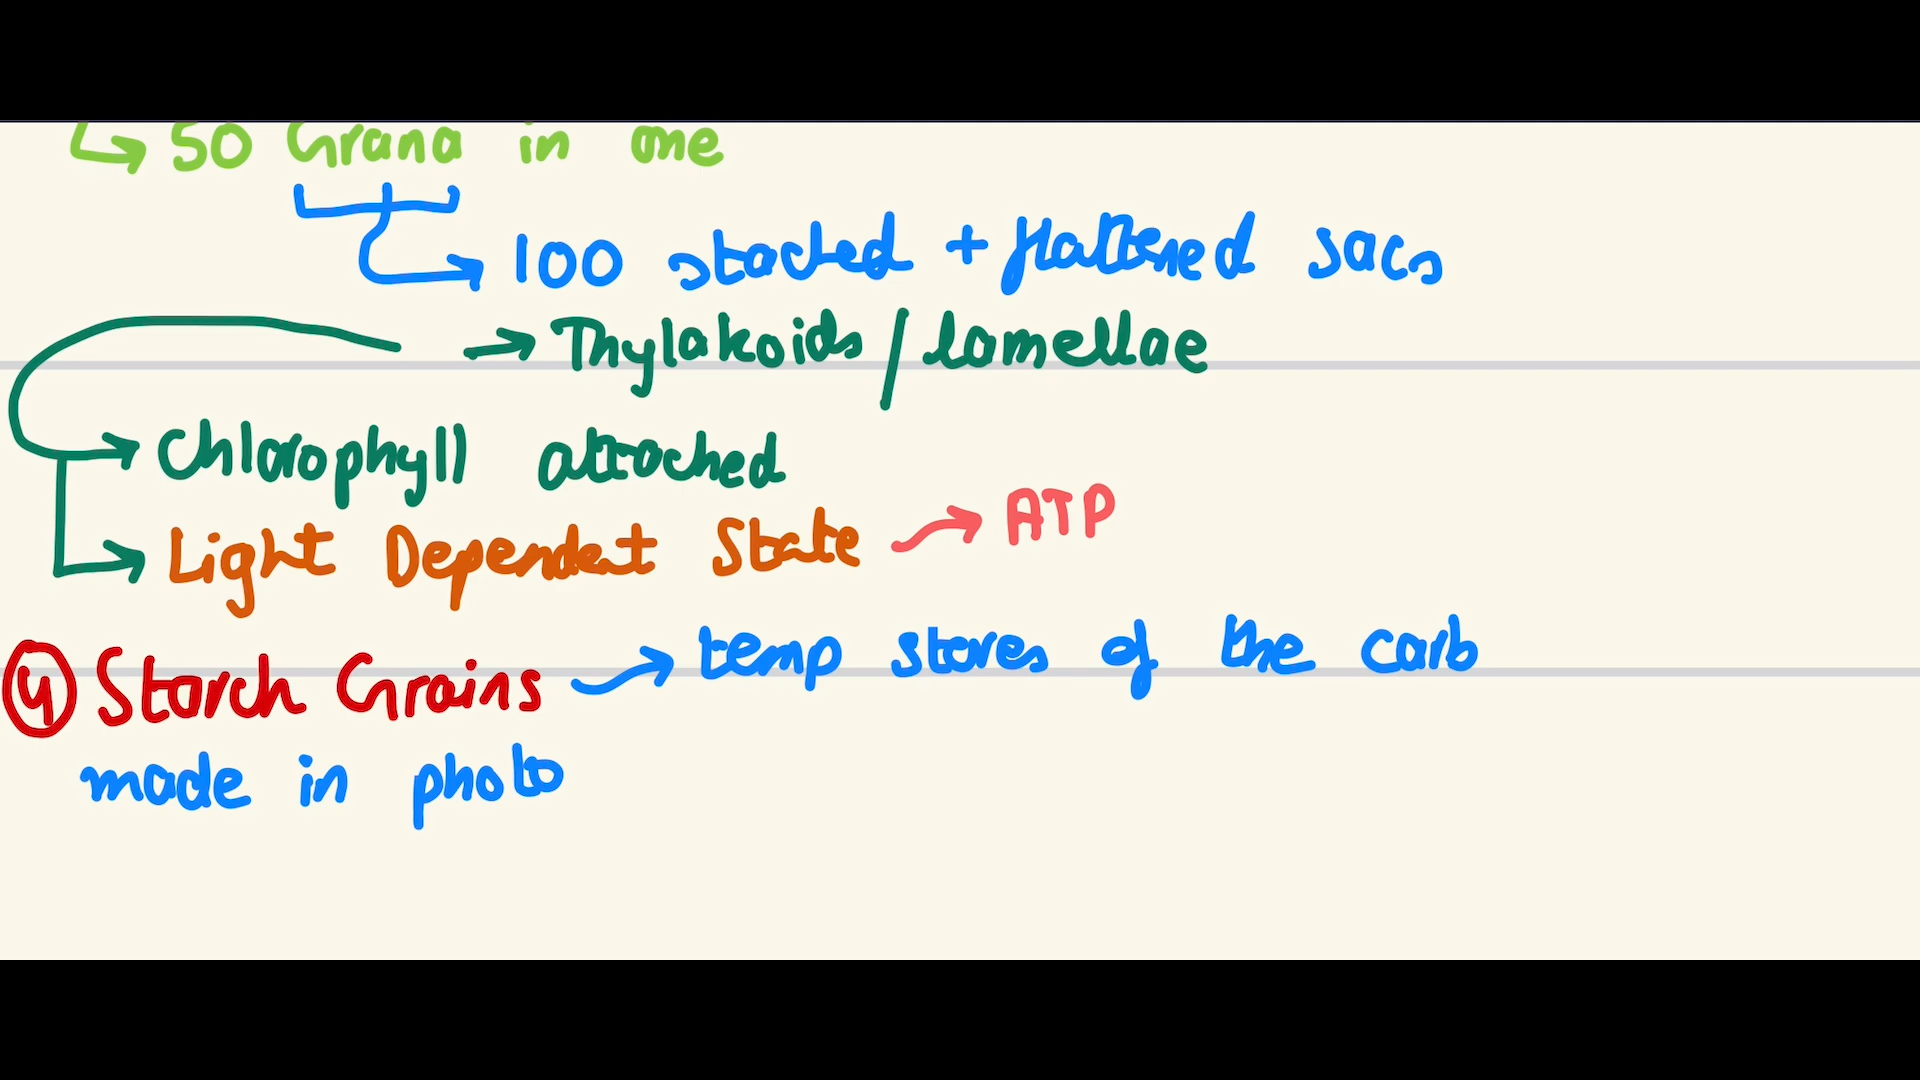 ↳ 50 Grana in one
↳ 100 stacked + flattened sacs
→ Thylakoids / lamellae
→ Chlorophyll attached
→ Light Dependent State → ATP
④ Starch Grains → temp stores of the carb
made in photo